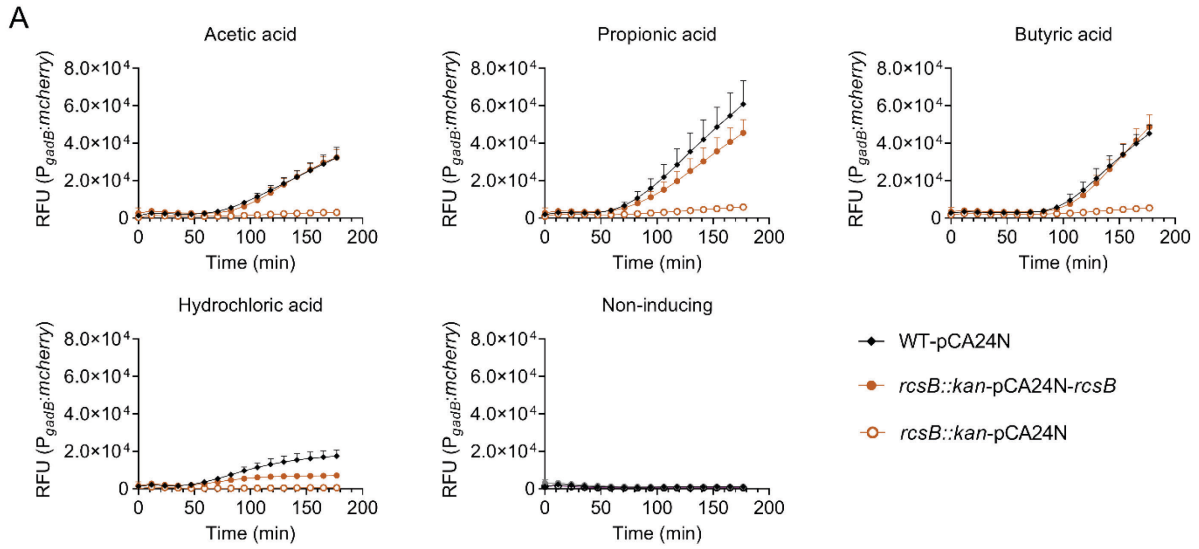 A
Acetic acid
8.0×10⁴
6.0×10⁴
4.0×10⁴
2.0×10⁴
0
RFU (PgadB:mcherry)
0 50 100 150 200
Time (min)
Propionic acid
8.0×10⁴
6.0×10⁴
4.0×10⁴
2.0×10⁴
0
RFU (PgadB:mcherry)
0 50 100 150 200
Time (min)
Butyric acid
8.0×10⁴
6.0×10⁴
4.0×10⁴
2.0×10⁴
0
RFU (PgadB:mcherry)
0 50 100 150 200
Time (min)
Hydrochloric acid
8.0×10⁴
6.0×10⁴
4.0×10⁴
2.0×10⁴
0
RFU (PgadB:mcherry)
0 50 100 150 200
Time (min)
Non-inducing
8.0×10⁴
6.0×10⁴
4.0×10⁴
2.0×10⁴
0
RFU (PgadB:mcherry)
0 50 100 150 200
Time (min)
WT-pCA24N
rcsB::kan-pCA24N-rcsB
rcsB::kan-pCA24N